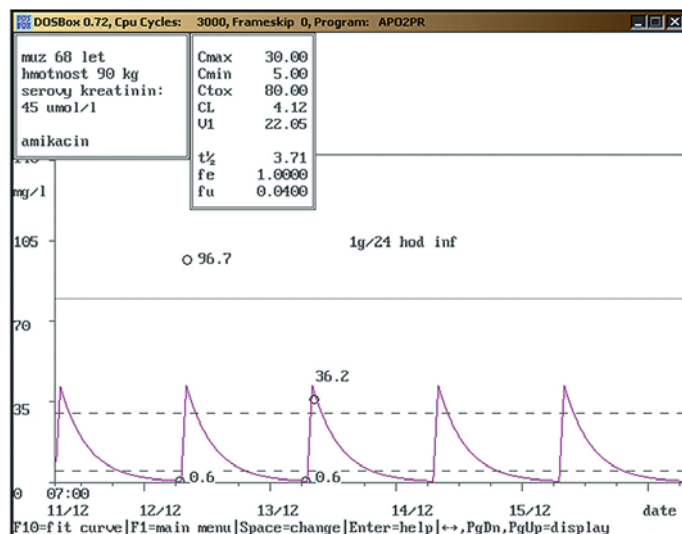 DOSBox 0.72, Cpu Cycles: 3000, Frameskip 0, Program: APO2PR
muz 68 let
hmotnost 90 kg
serovy kreatinin:
45 umol/l
amikacin
Cmax 30.00
Cmin 5.00
Ctox 80.00
CL 4.12
V1 22.05
t½ 3.71
fe 1.0000
fu 0.0400
mg/l
1g/24 hod inf
105
96.7
70
36.2
35
0.6
0.6
0
07:00
11/12
12/12
13/12
14/12
15/12
date
F10=fit curve|F1=main menu|Space=change|Enter=help|↔,PgDn,PgUp=display